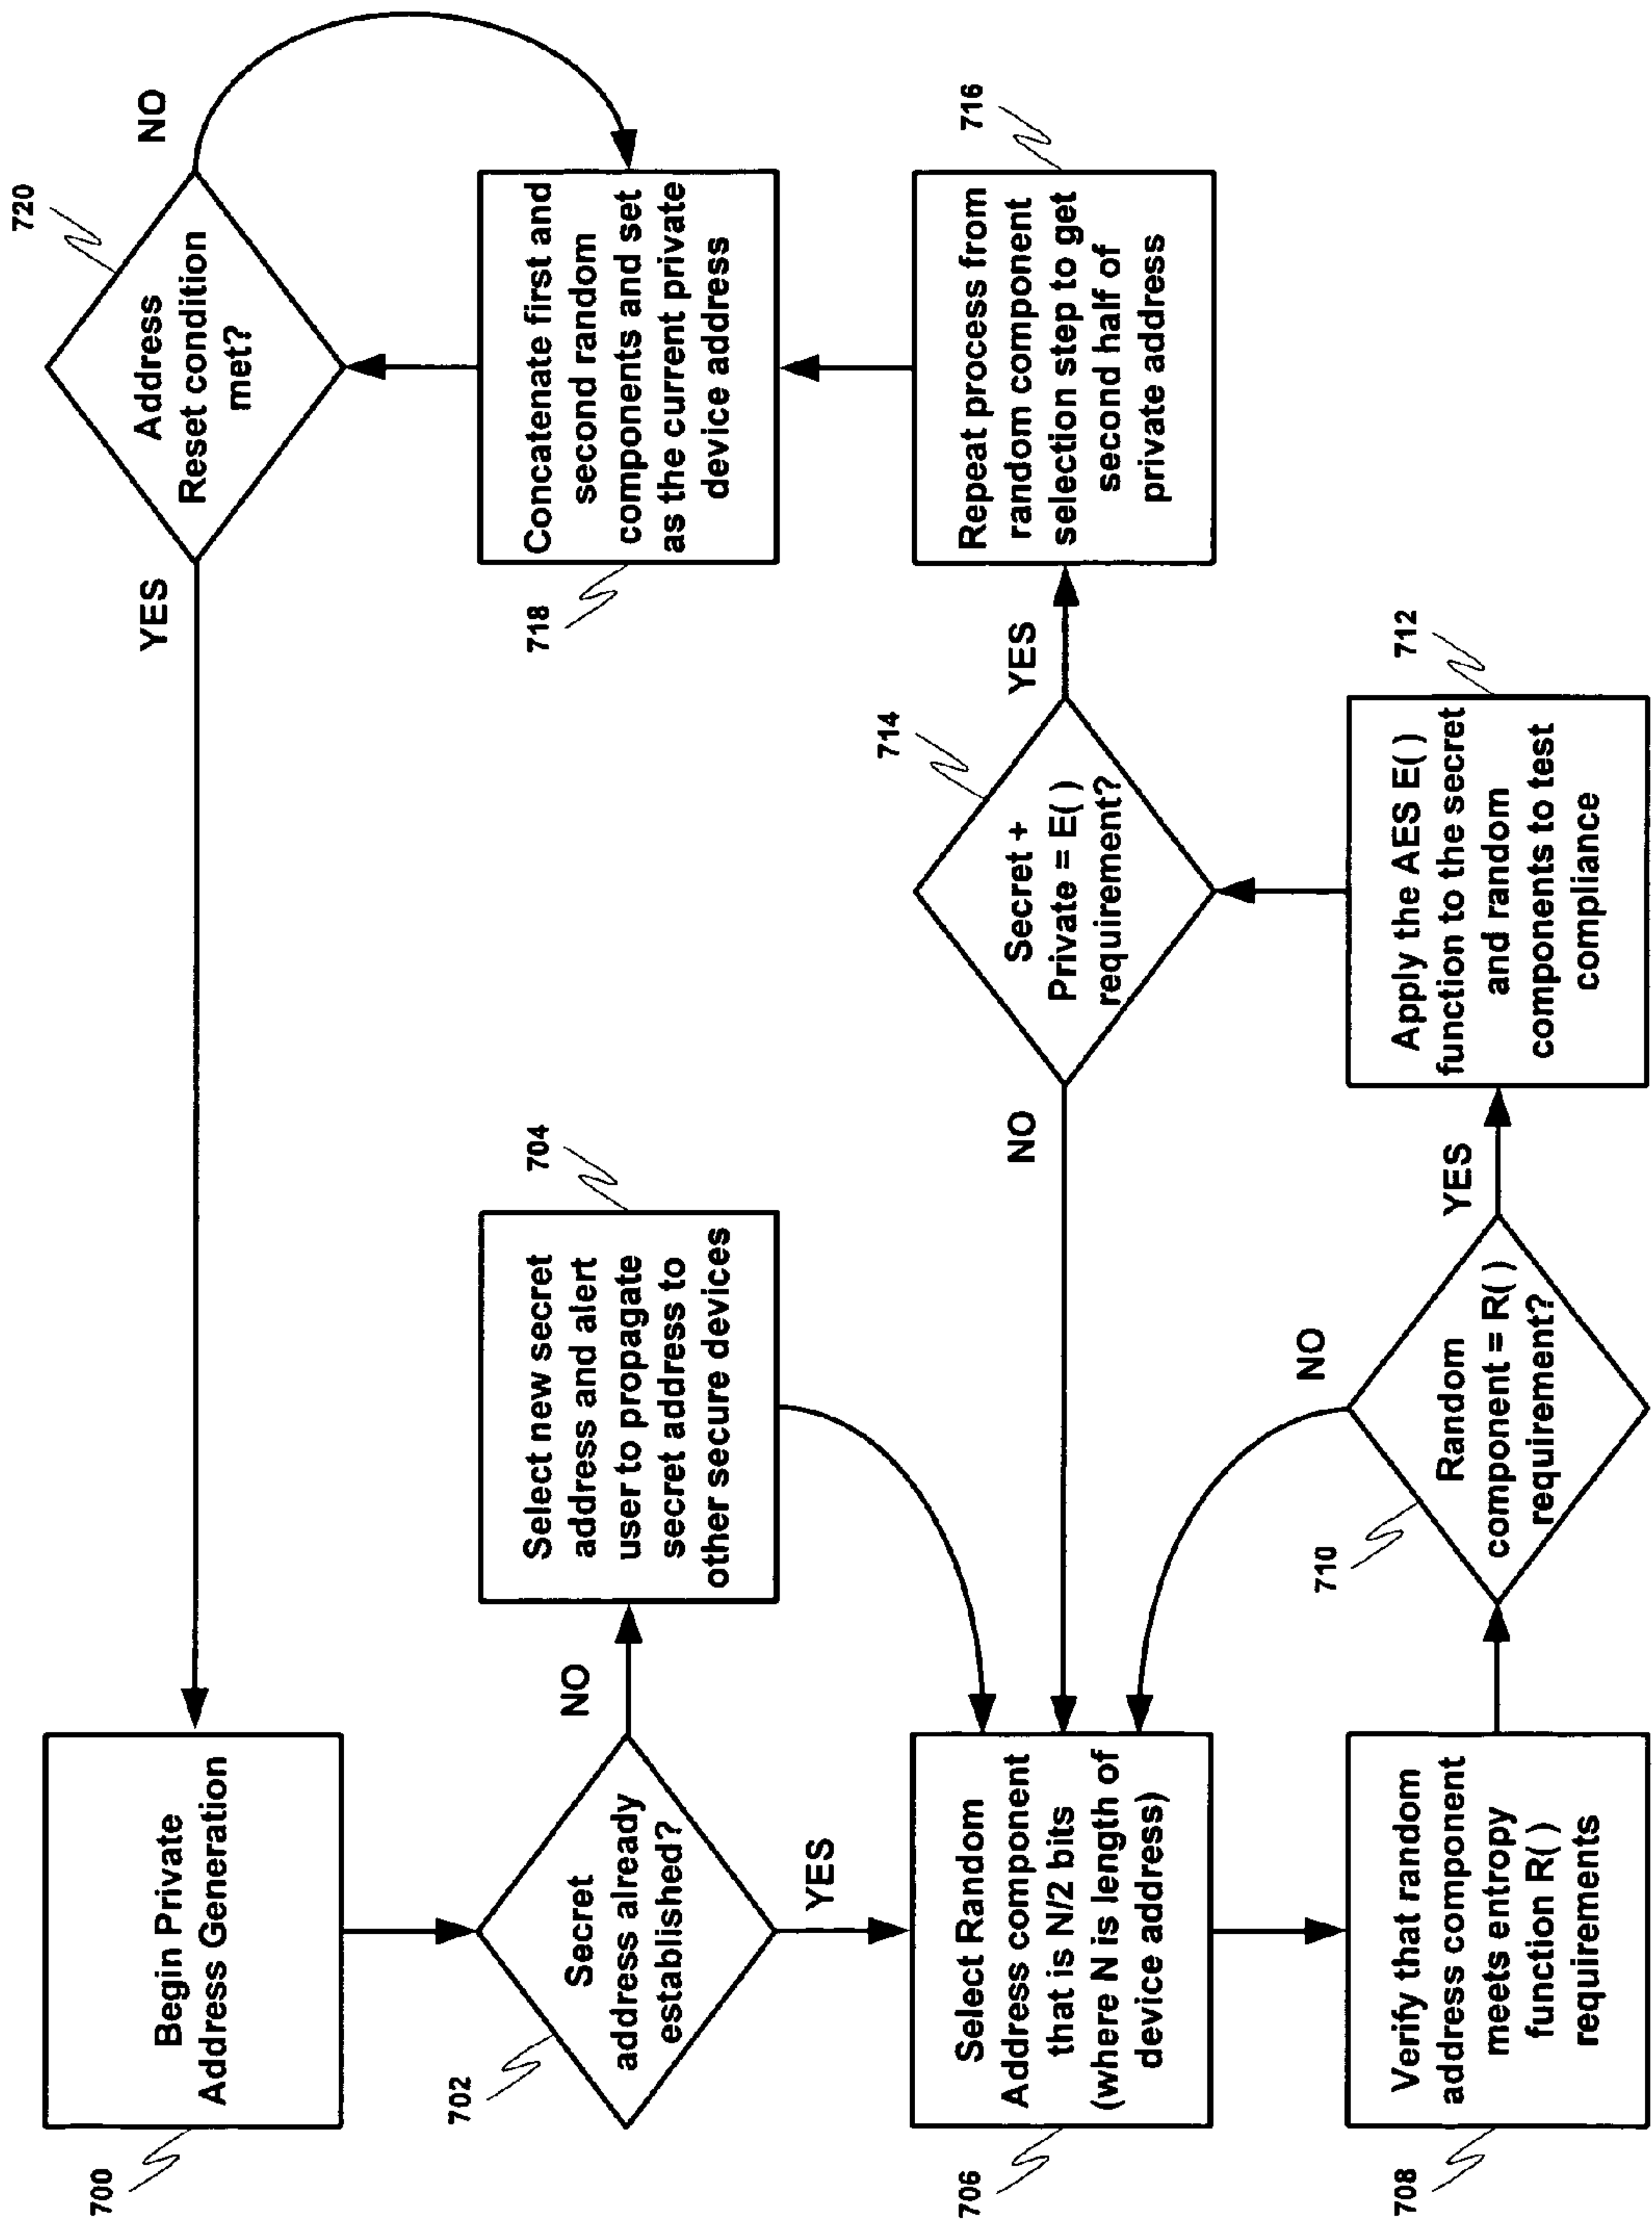 700
Begin Private
Address Generation
702
Secret
address already
established?
NO
YES
704
Select new secret
address and alert
user to propagate
secret address to
other secure devices
706
Select Random
Address component
that is N/2 bits
(where N is length of
device address)
708
Verify that random
address component
meets entropy
function R( )
requirements
710
Random
component = R( )
requirement?
NO
YES
712
Apply the AES E( )
function to the secret
and random
components to test
compliance
714
Secret +
Private = E( )
requirement?
NO
YES
716
Repeat process from
random component
selection step to get
second half of
private address
718
Concatenate first and
second random
components and set
as the current private
device address
720
Address
Reset condition
met?
YES
NO